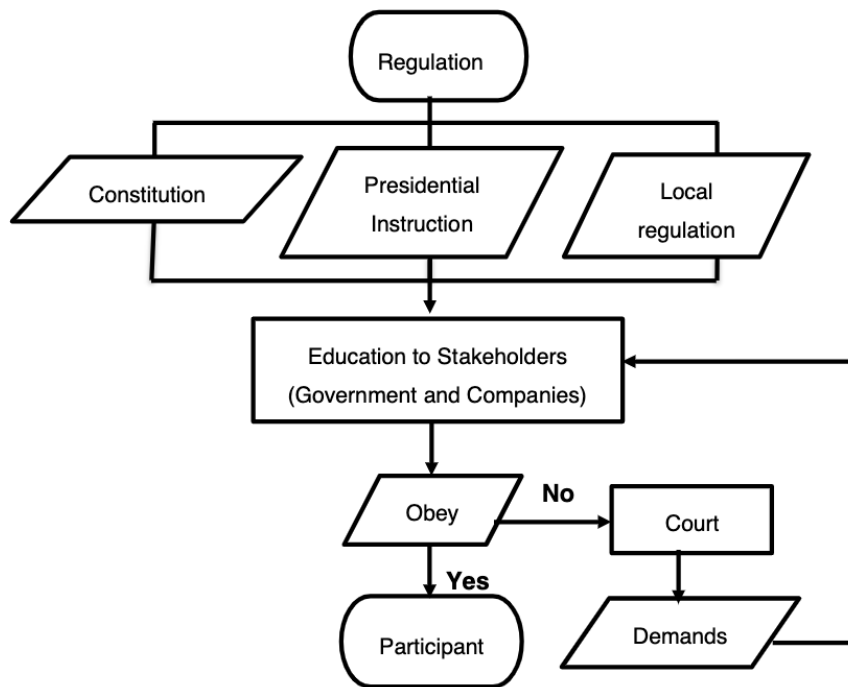 Regulation
Constitution
Presidential
Instruction
Local
regulation
Education to Stakeholders
(Government and Companies)
Obey
No
Court
Yes
Participant
Demands